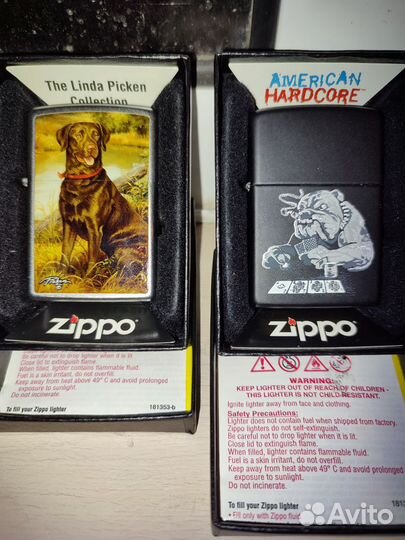 The Linda Picken
Collection
zippo
Be careful not to drop lighter when it is lit
Close lid to extinguish flame.
When filled, lighter contains flammable fluid.
Fuel is a skin irritant, do not overfill.
Keep away from heat above 49° C and avoid prolonged
exposure to sunlight.
Do not incinerate.
To fill your Zippo lighter
181353-b
AMERICAN
HARDCORE
zippo
WARNING:
KEEP LIGHTER OUT OF REACH OF CHILDREN -
THIS LIGHTER IS NOT CHILD RESISTANT.
Ignite lighter away from face and clothing.
Safety Precautions:
Lighter does not contain fuel when shipped from factory.
Zippo lighters do not self-extinguish.
Be careful not to drop lighter when it is lit.
Close lid to extinguish flame.
When filled, lighter contains flammable fluid.
Fuel is a skin irritant, do not overfill.
Keep away from heat above 49° C and avoid prolonged
exposure to sunlight.
Do not incinerate.
To fill your Zippo lighter
• Fill only with Zippo fluid
Avito